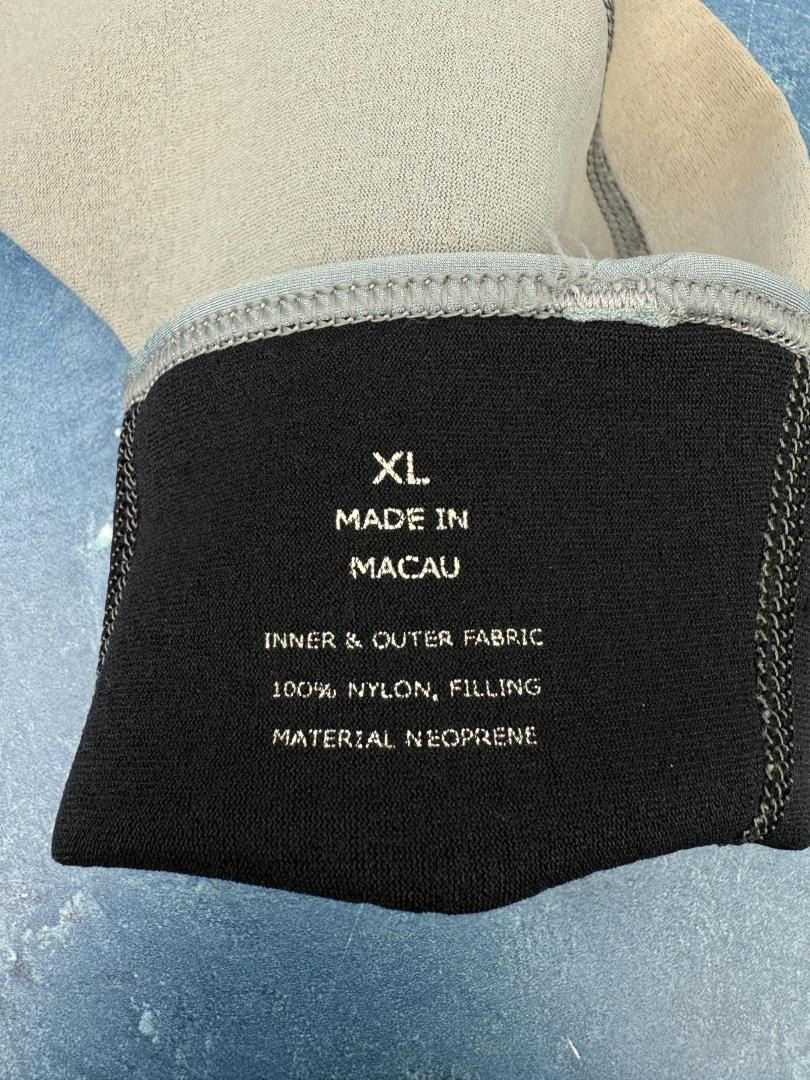 XL
MADE IN
MACAU
INNER & OUTER FABRIC
100% NYLON, FILLING
MATERIAL NEOPRENE